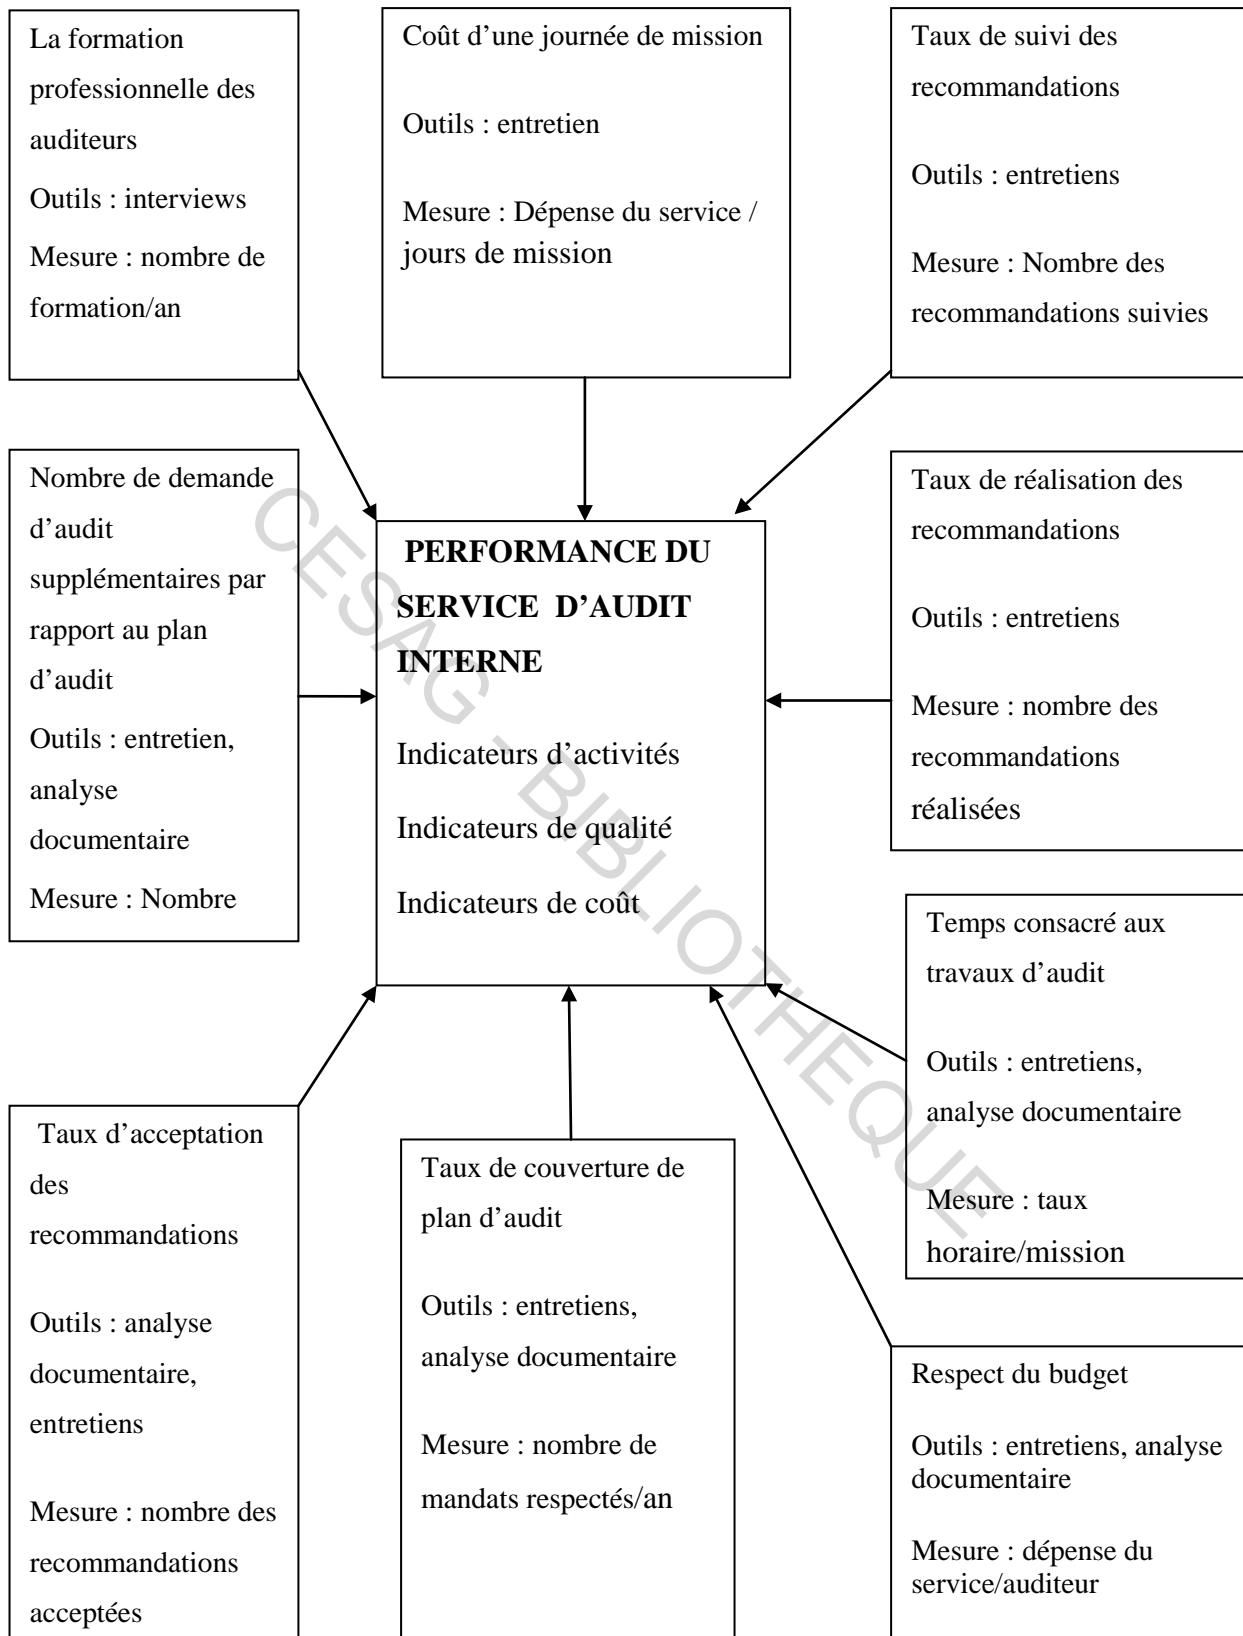 La formation
professionnelle des
auditeurs
Outils : interviews
Mesure : nombre de
formation/an
Coût d’une journée de mission
Outils : entretien
Mesure : Dépense du service /
jours de mission
Taux de suivi des
recommandations
Outils : entretiens
Mesure : Nombre des
recommandations suivies
Nombre de demande
d’audit
supplémentaires par
rapport au plan
d’audit
Outils : entretien,
analyse
documentaire
Mesure : Nombre
PERFORMANCE DU
SERVICE D’AUDIT
INTERNE
Indicateurs d’activités
Indicateurs de qualité
Indicateurs de coût
Taux de réalisation des
recommandations
Outils : entretiens
Mesure : nombre des
recommandations
réalisées
Temps consacré aux
travaux d’audit
Outils : entretiens,
analyse documentaire
Mesure : taux
horaire/mission
Taux d’acceptation
des
recommandations
Outils : analyse
documentaire,
entretiens
Mesure : nombre des
recommandations
acceptées
Taux de couverture de
plan d’audit
Outils : entretiens,
analyse documentaire
Mesure : nombre de
mandats respectés/an
Respect du budget
Outils : entretiens, analyse
documentaire
Mesure : dépense du
service/auditeur
CESAG - BIBLIOTHEQUE